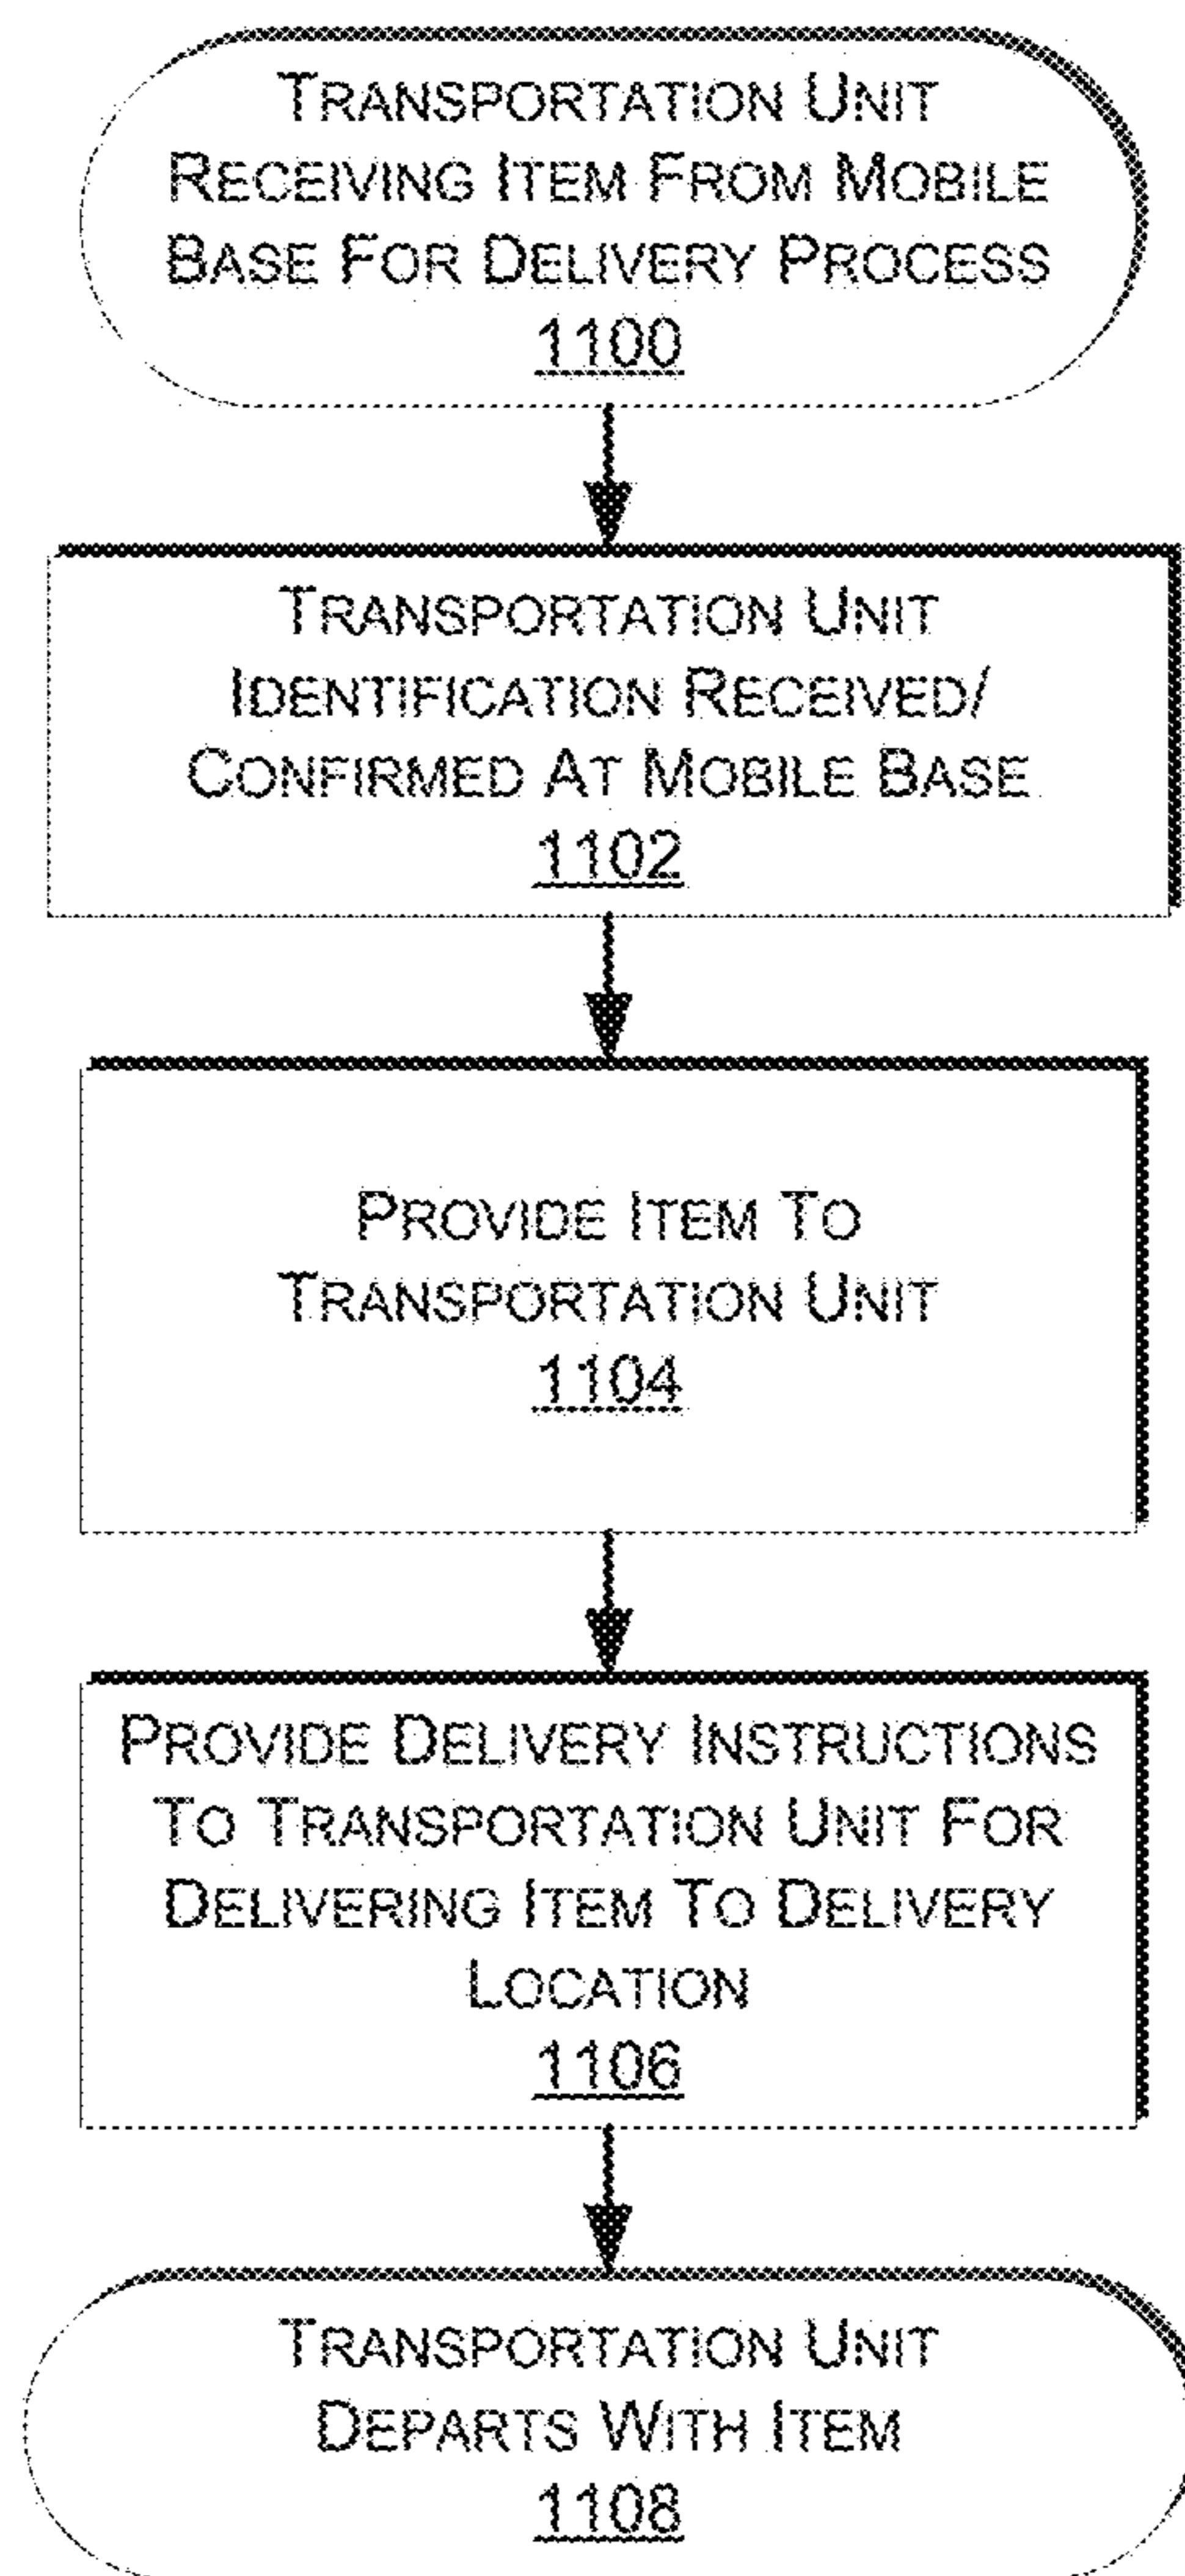 TRANSPORTATION UNIT
RECEIVING ITEM FROM MOBILE
BASE FOR DELIVERY PROCESS
1100
TRANSPORTATION UNIT
IDENTIFICATION RECEIVED/
CONFIRMED AT MOBILE BASE
1102
PROVIDE ITEM TO
TRANSPORTATION UNIT
1104
PROVIDE DELIVERY INSTRUCTIONS
TO TRANSPORTATION UNIT FOR
DELIVERING ITEM TO DELIVERY
LOCATION
1106
TRANSPORTATION UNIT
DEPARTS WITH ITEM
1108